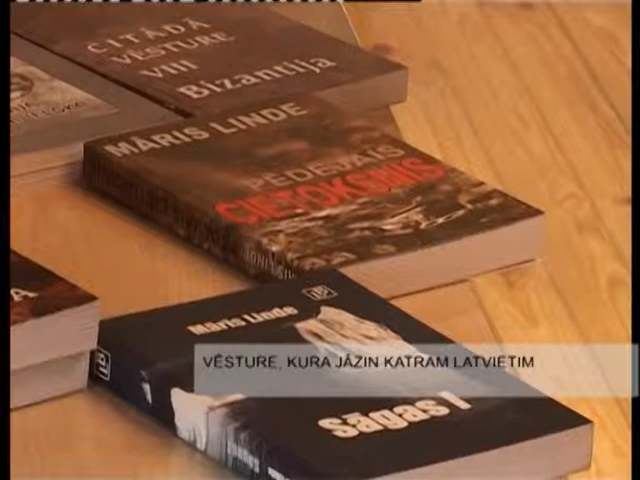 CITĀDĀ
VĒSTURE
VIII
Bizantija
MĀRIS LINDE
PĒDĒJAIS
CIETOKSNIS
A
Māris Linde
VĒSTURE, KURA JĀZIN KATRAM LATVIETIM
Sāgas I